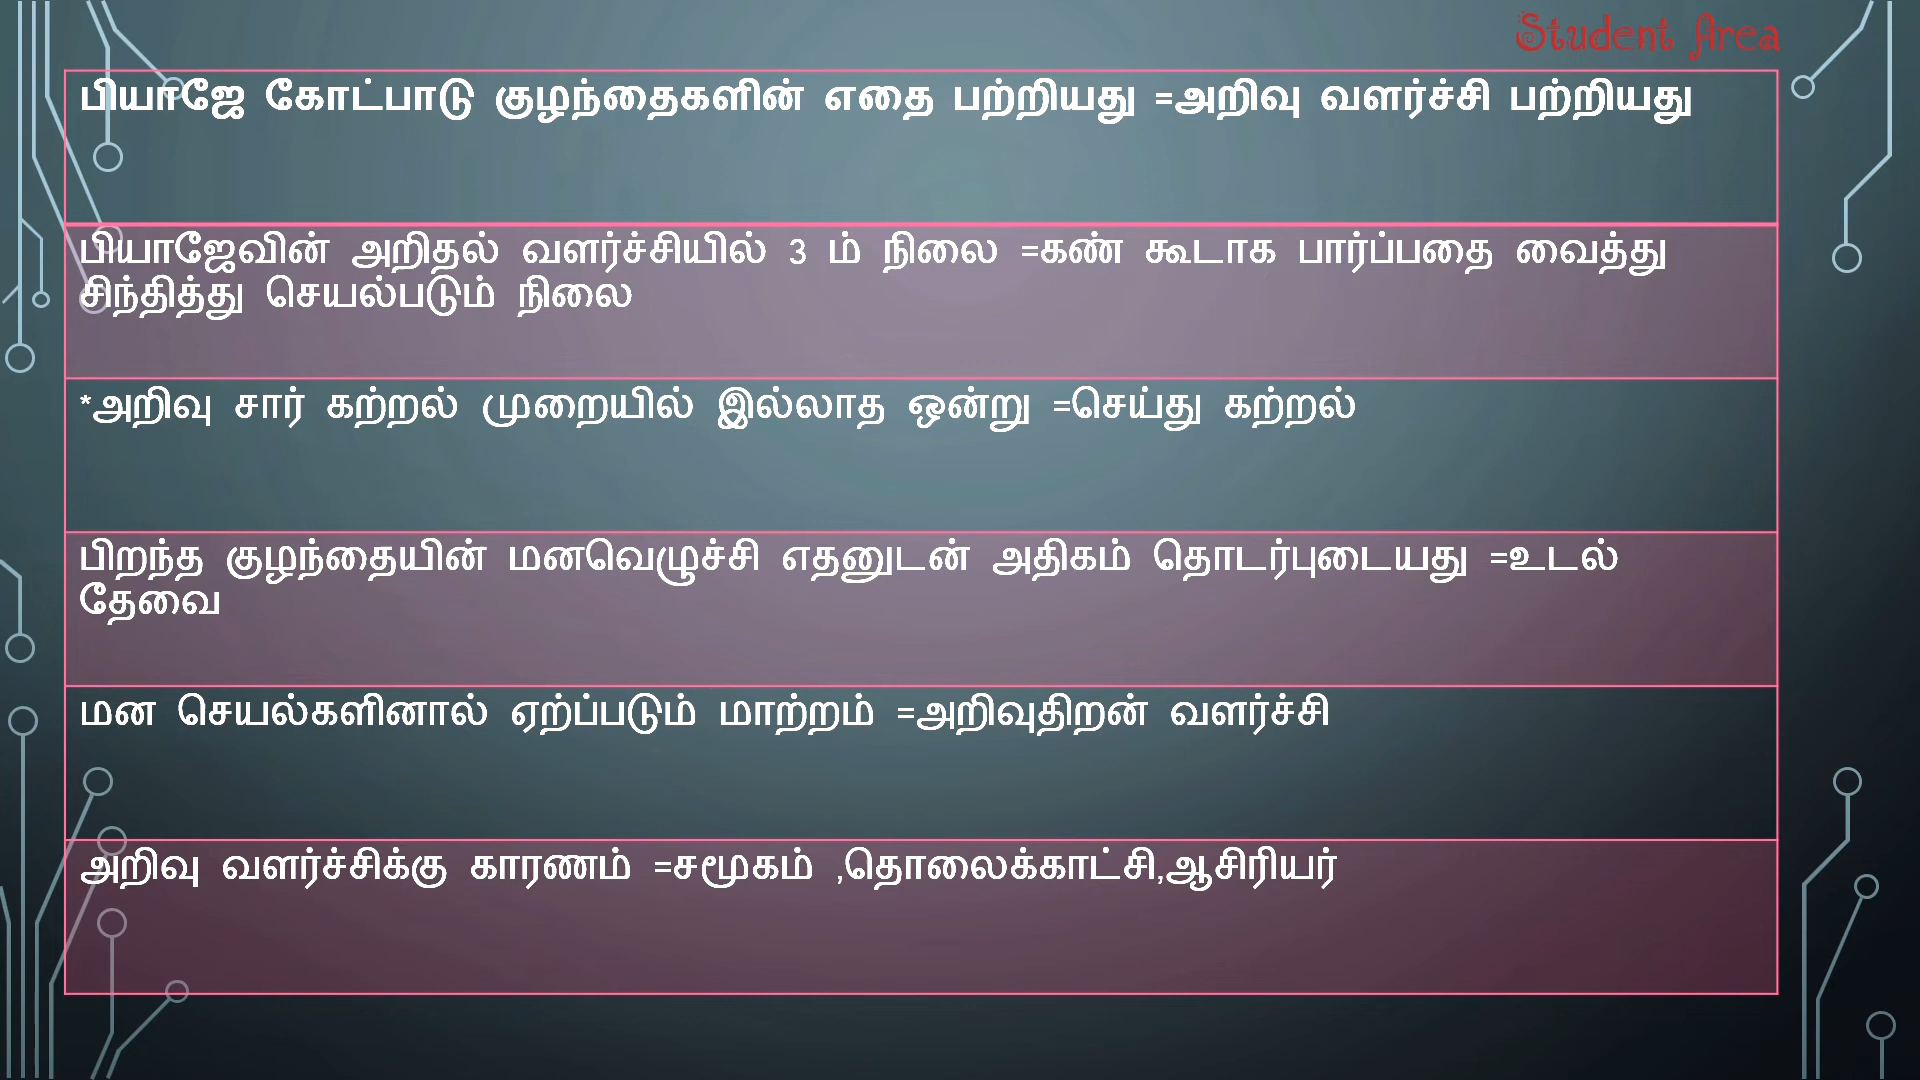 Student Area
பியாஜே கோட்பாடு குழந்தைகளின் எதை பற்றியது =அறிவு வளர்ச்சி பற்றியது
பியாஜேவின் அறிதல் வளர்ச்சியில் 3 ம் நிலை =கண் கூடாக பார்ப்பதை வைத்து
சிந்தித்து செயல்படும் நிலை
*அறிவு சார் கற்றல் முறையில் இல்லாத ஒன்று =செய்து கற்றல்
பிறந்த குழந்தையின் மனவெழுச்சி எதனுடன் அதிகம் தொடர்புடையது =உடல்
தேவை
மன செயல்களினால் ஏற்ப்படும் மாற்றம் =அறிவுதிறன் வளர்ச்சி
அறிவு வளர்ச்சிக்கு காரணம் =சமூகம் ,தொலைக்காட்சி,ஆசிரியர்